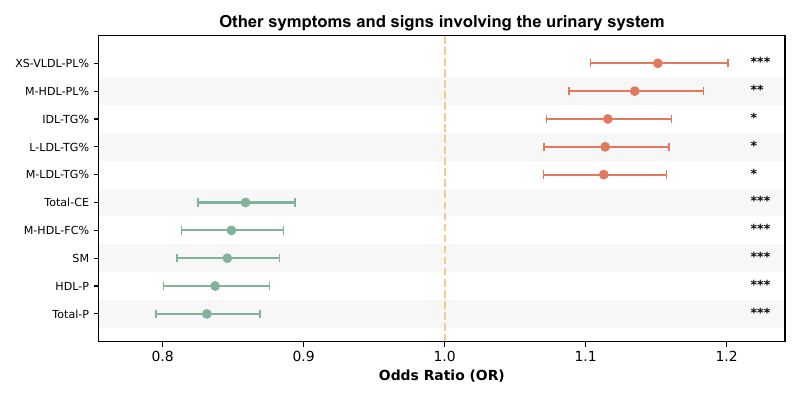 Other symptoms and signs involving the urinary system
XS-VLDL-PL% ***
M-HDL-PL% **
IDL-TG% *
L-LDL-TG% *
M-LDL-TG% *
Total-CE ***
M-HDL-FC% ***
SM ***
HDL-P ***
Total-P ***
0.8 0.9 1.0 1.1 1.2
Odds Ratio (OR)